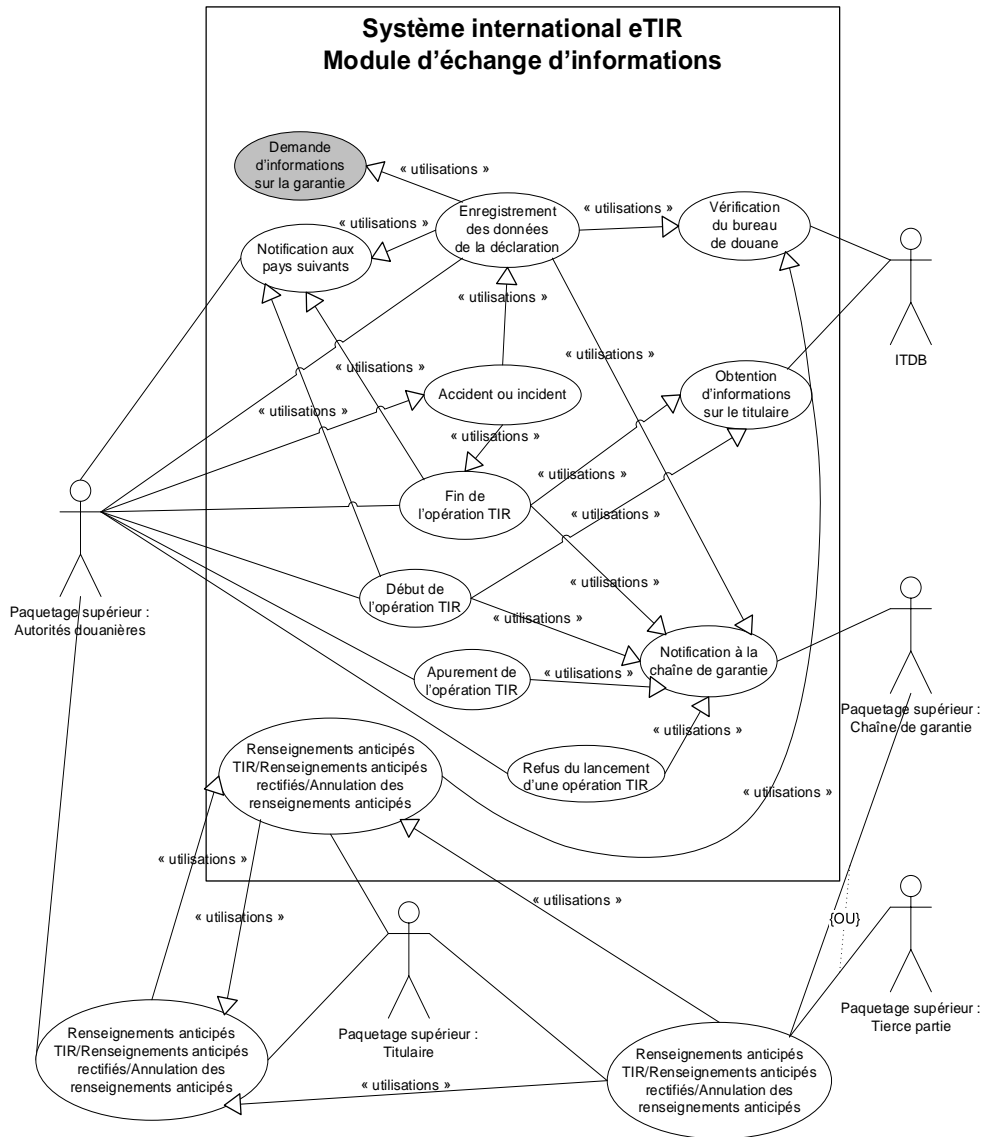 Système international eTIR
Module d'échange d'informations
Demande
d'informations
sur la garantie
« utilisations »
Enregistrement
des données
de la déclaration
« utilisations »
Vérification
du bureau
de douane
« utilisations »
Notification aux
pays suivants
« utilisations »
ITDB
« utilisations »
« utilisations »
Accident ou incident
Obtention
d'informations
sur le titulaire
« utilisations »
« utilisations »
« utilisations »
Fin de
l'opération TIR
« utilisations »
« utilisations »
Début de
l'opération TIR
Paquetage supérieur :
Autorités douanières
« utilisations »
Notification à la
chaîne de garantie
Apurement de
l'opération TIR
« utilisations »
Paquetage supérieur :
Chaîne de garantie
« utilisations »
Renseignements anticipés
TIR/Renseignements anticipés
rectifiés/Annulation des
renseignements anticipés
Refus du lancement
d'une opération TIR
« utilisations »
« utilisations »
« utilisations »
« utilisations »
{OU}
Paquetage supérieur :
Titulaire
Paquetage supérieur :
Tierce partie
Renseignements anticipés
TIR/Renseignements anticipés
rectifiés/Annulation des
renseignements anticipés
« utilisations »
Renseignements anticipés
TIR/Renseignements anticipés
rectifiés/Annulation des
renseignements anticipés